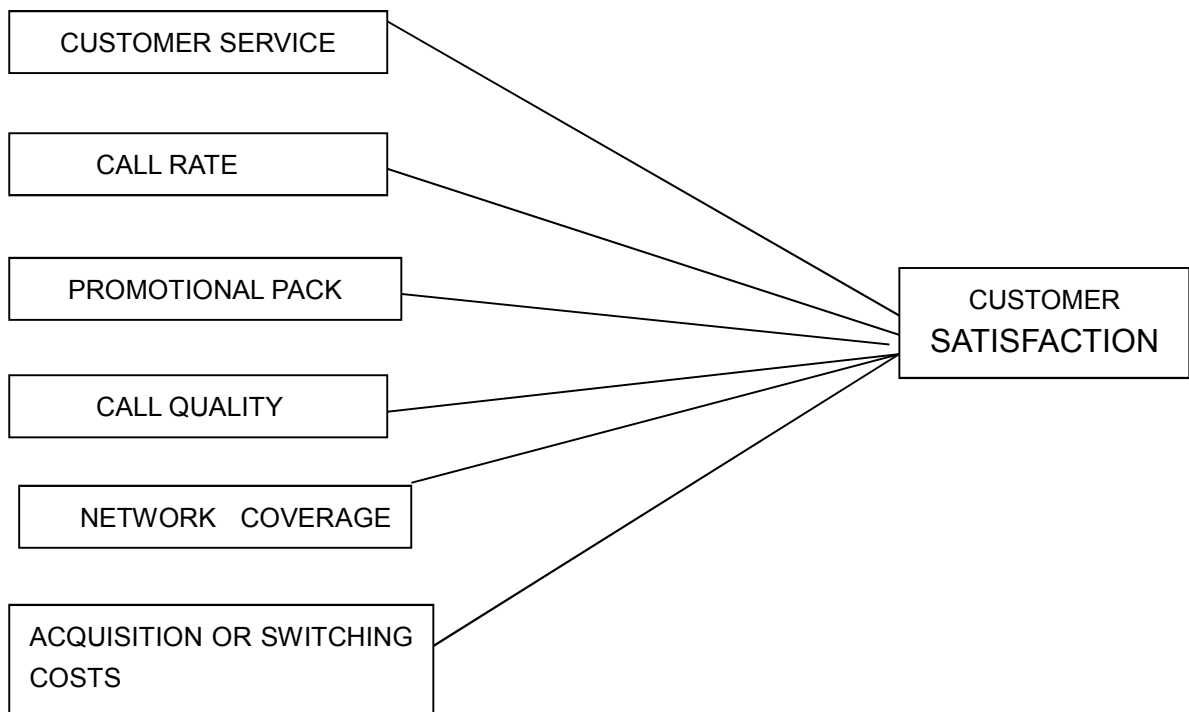 CUSTOMER SERVICE
CALL RATE
PROMOTIONAL PACK
CALL QUALITY
NETWORK COVERAGE
ACQUISITION OR SWITCHING
COSTS
CUSTOMER
SATISFACTION